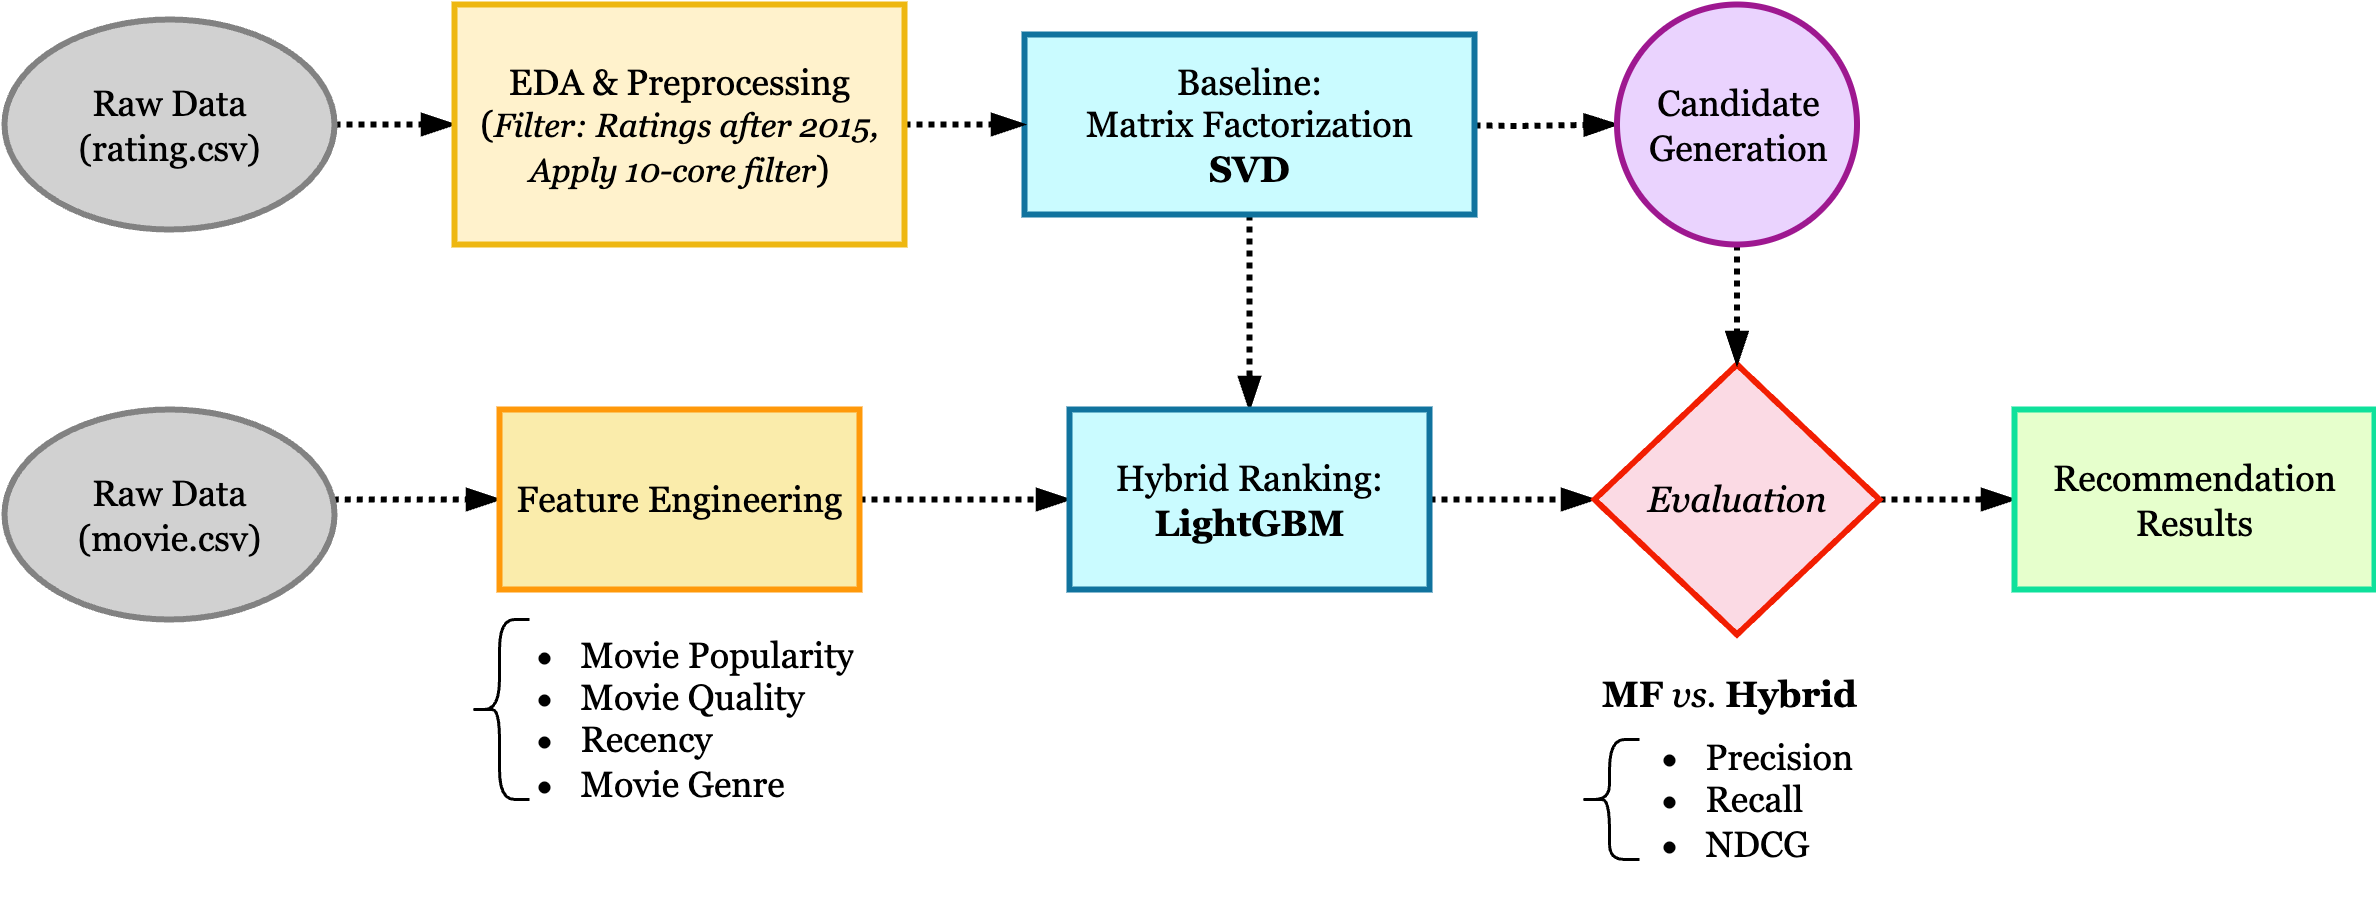 Raw Data
(rating.csv)
EDA & Preprocessing
(Filter: Ratings after 2015,
Apply 10-core filter)
Baseline:
Matrix Factorization
SVD
Candidate
Generation
Raw Data
(movie.csv)
Feature Engineering
• Movie Popularity
• Movie Quality
• Recency
• Movie Genre
Hybrid Ranking:
LightGBM
Evaluation
MF vs. Hybrid
• Precision
• Recall
• NDCG
Recommendation
Results